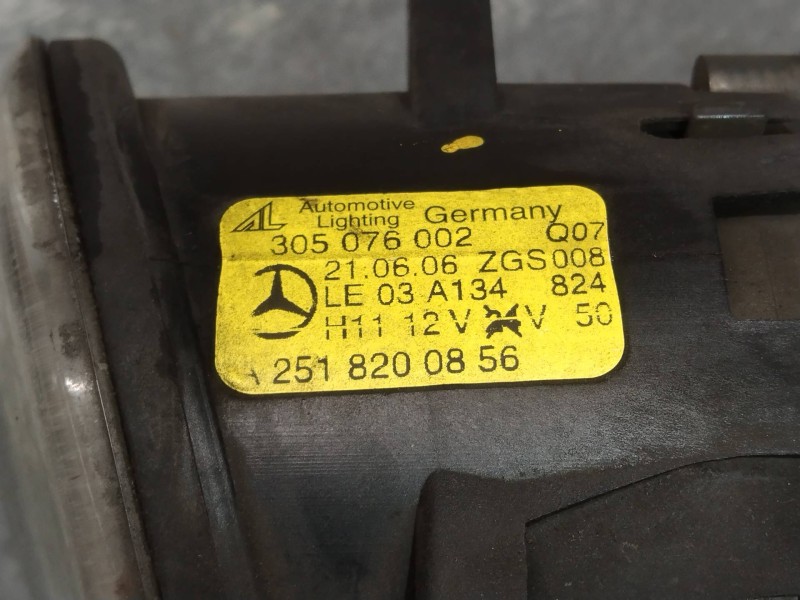 AL Automotive Lighting Germany
305 076 002 Q07
21.06.06 ZGS008
LE 03 A134 824
H11 12V V 50
A 251 820 08 56